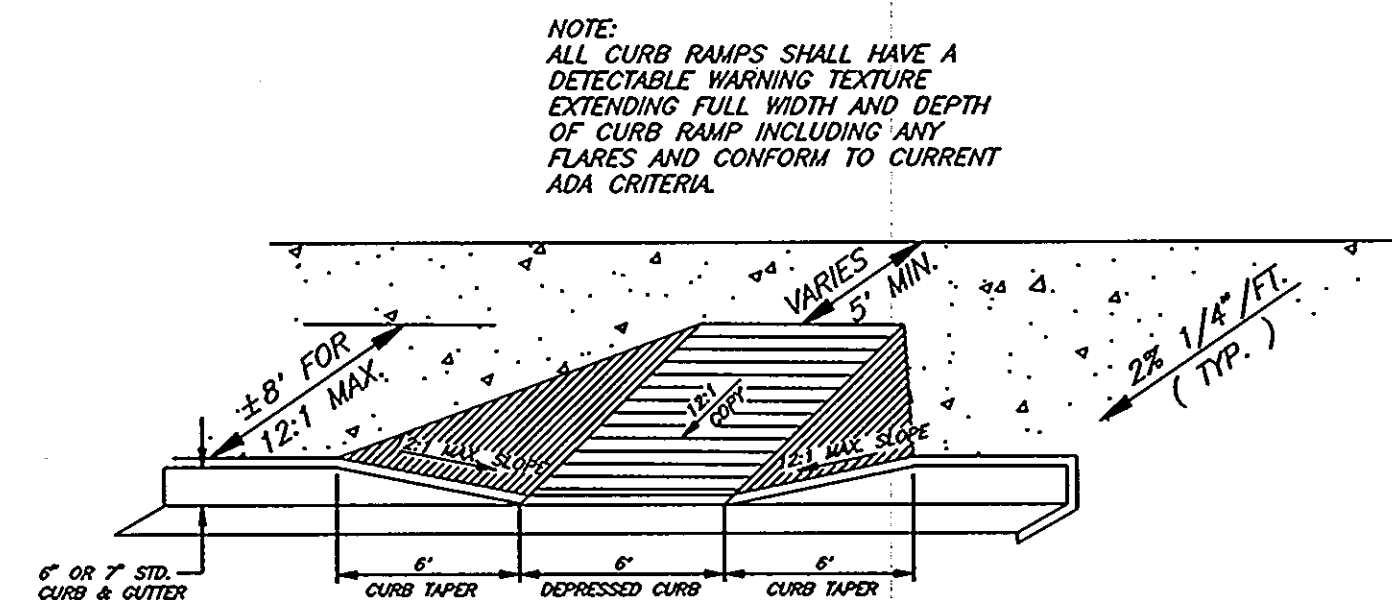 NOTE:
ALL CURB RAMPS SHALL HAVE A
DETECTABLE WARNING TEXTURE
EXTENDING FULL WIDTH AND DEPTH
OF CURB RAMP INCLUDING ANY
FLARES AND CONFORM TO CURRENT
ADA CRITERIA.
VARIES
5' MIN.
2% 1/4"/FT.
( TYP. )
±8' FOR
12:1 MAX.
12:1
COPY
2:1 MAX SLOPE
12:1 MAX SLOPE
6" OR 7" STD.
CURB & GUTTER
6'
CURB TAPER
6'
DEPRESSED CURB
6'
CURB TAPER